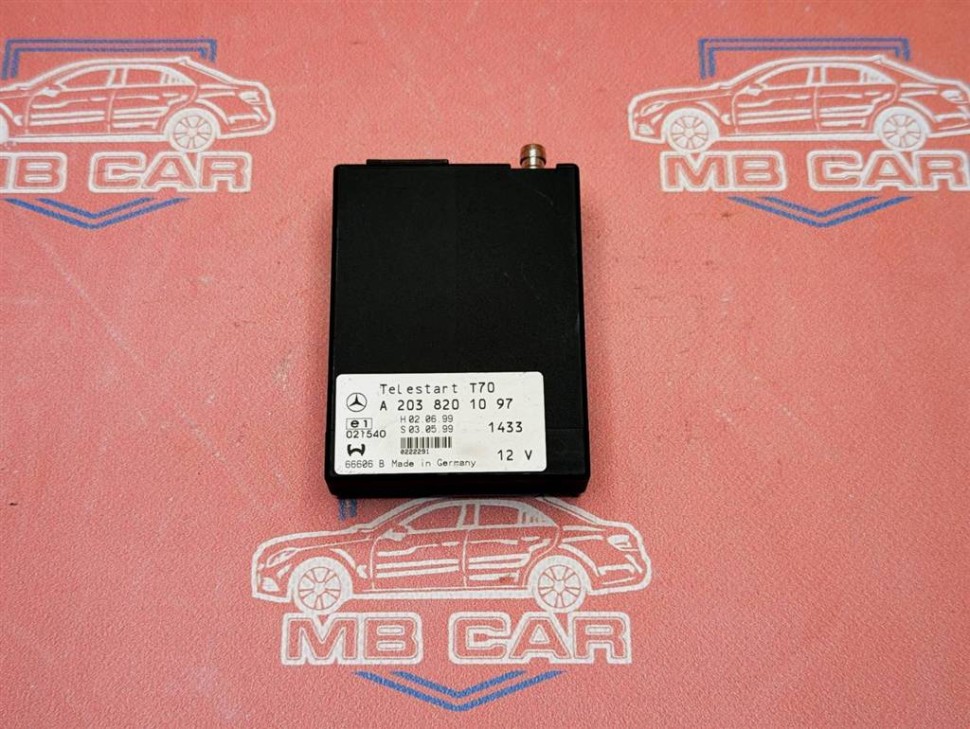 MB CAR
MB CAR
Telestart T70
A 203 820 10 97
e1
H 02.06.99
S 03.05.99
1433
021540
0222291
12 V
66606 B Made in Germany
MB CAR